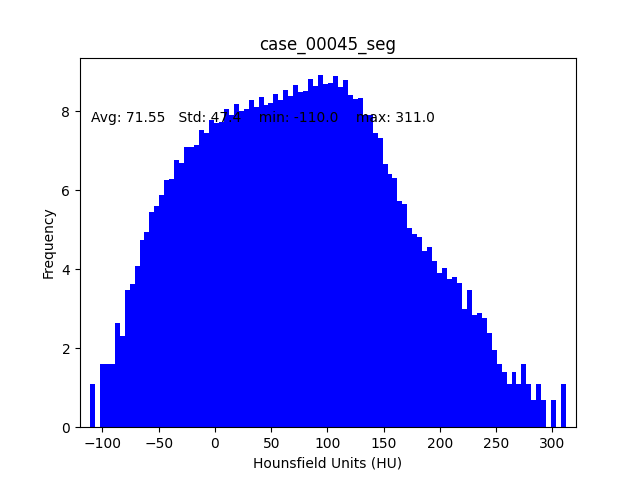 case_00045_seg
Avg: 71.55 Std: 47.4 min: -110.0 max: 311.0
8
6
4
2
0
Frequency
−100 −50 0 50 100 150 200 250 300
Hounsfield Units (HU)